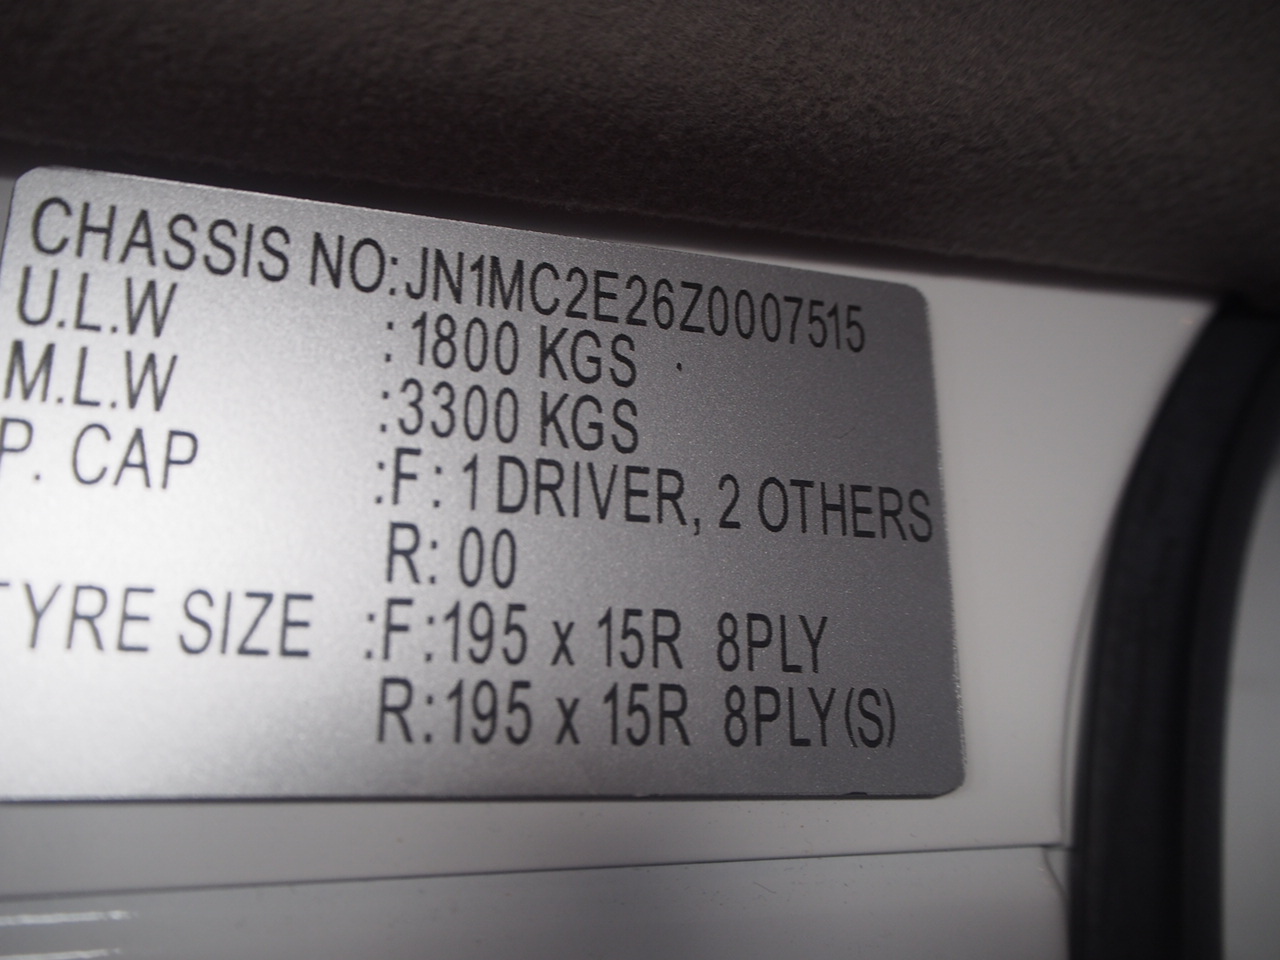 CHASSIS NO:JN1MC2E26Z0007515
U.L.W :1800 KGS
M.L.W :3300 KGS
P. CAP :F: 1 DRIVER, 2 OTHERS
R: 00
TYRE SIZE :F:195 x 15R 8PLY
R:195 x 15R 8PLY(S)